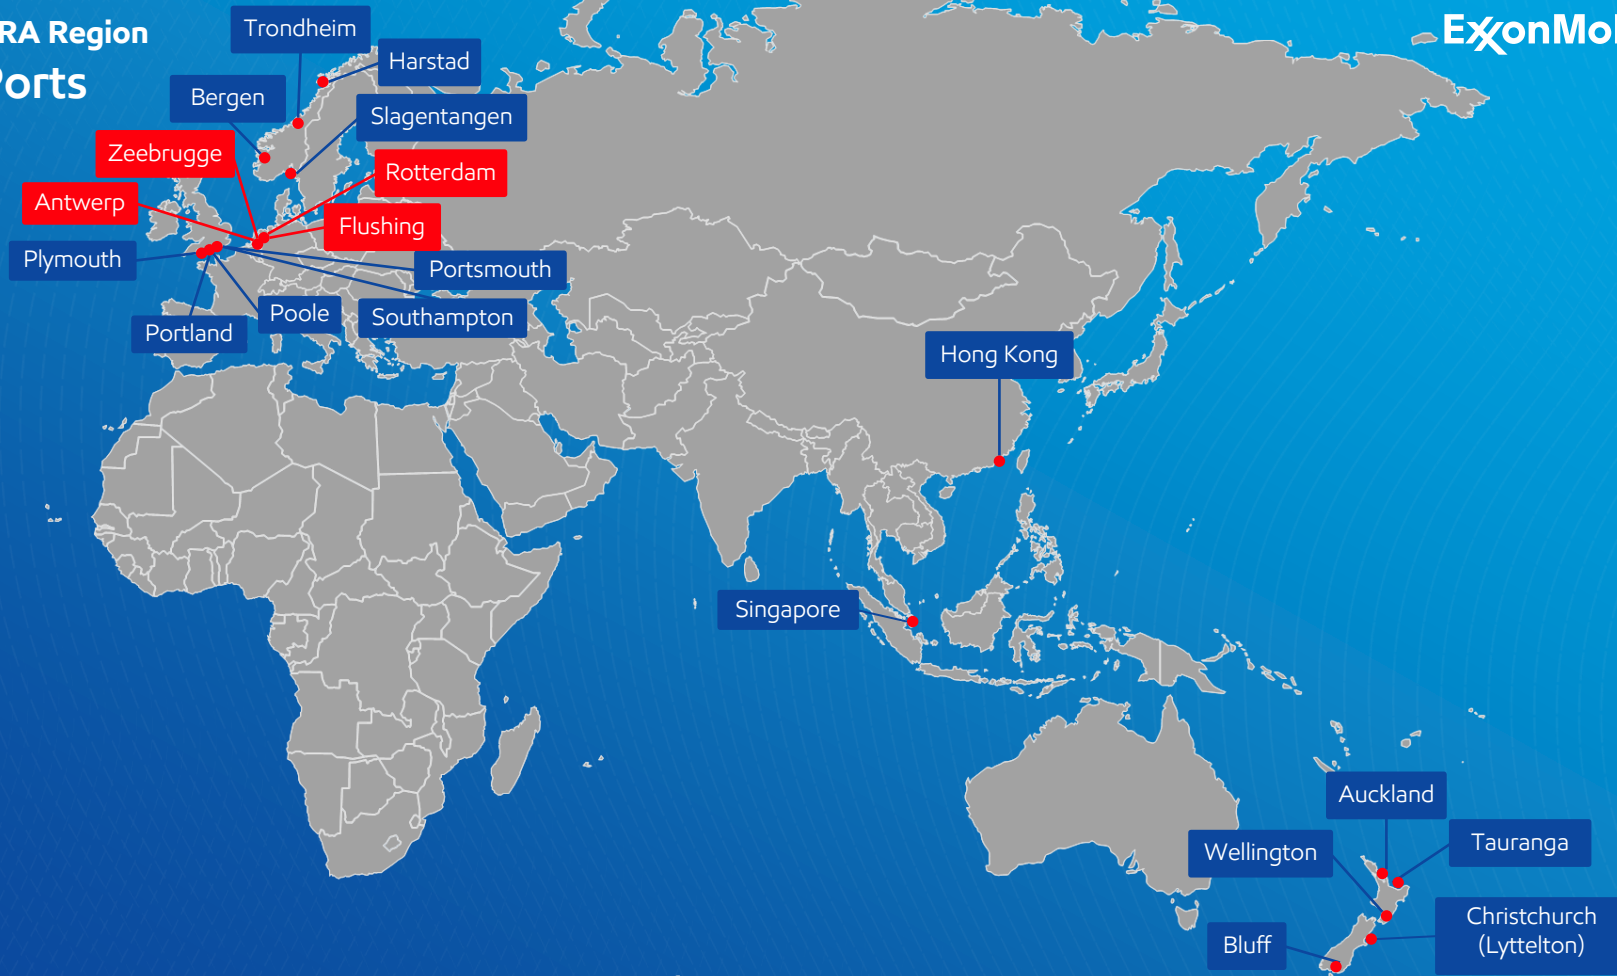 RA Region
Ports
ExxonMo
Trondheim
Harstad
Bergen
Slagentangen
Zeebrugge
Rotterdam
Antwerp
Flushing
Plymouth
Portsmouth
Poole
Southampton
Portland
Hong Kong
Singapore
Auckland
Tauranga
Wellington
Christchurch
(Lyttelton)
Bluff